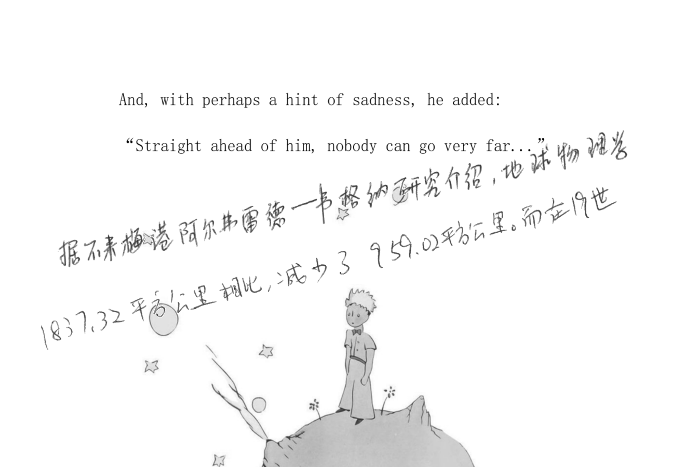 And, with perhaps a hint of sadness, he added:
“Straight ahead of him, nobody can go very far...”
据不来梅港阿尔弗雷德一韦格纳研究介绍，地球物理学
1837.32平方公里相比，减少了959.02平方公里。而在19世